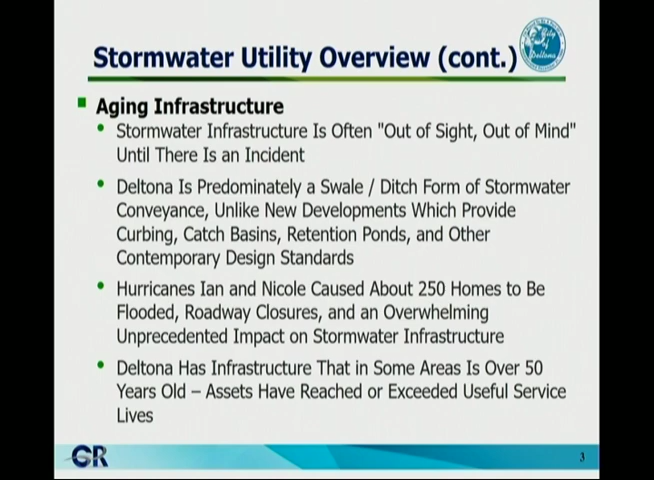 Stormwater Utility Overview (cont.)
City
of
Deltona
Aging Infrastructure
Stormwater Infrastructure Is Often "Out of Sight, Out of Mind"
Until There Is an Incident
Deltona Is Predominately a Swale / Ditch Form of Stormwater
Conveyance, Unlike New Developments Which Provide
Curbing, Catch Basins, Retention Ponds, and Other
Contemporary Design Standards
Hurricanes Ian and Nicole Caused About 250 Homes to Be
Flooded, Roadway Closures, and an Overwhelming
Unprecedented Impact on Stormwater Infrastructure
Deltona Has Infrastructure That in Some Areas Is Over 50
Years Old – Assets Have Reached or Exceeded Useful Service
Lives
GR
3